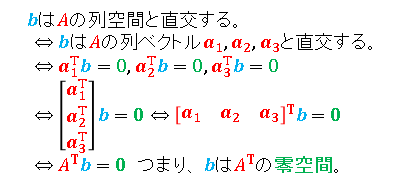 bはAの列空間と直交する。
⇔ bはAの列ベクトルa₁, a₂, a₃と直交する。
⇔ a₁ᵀb = 0, a₂ᵀb = 0, a₃ᵀb = 0
⇔ [a₁ᵀ a₂ᵀ a₃ᵀ] b = 0 ⇔ [a₁ a₂ a₃]ᵀb = 0
⇔ Aᵀb = 0 つまり、bはAᵀの零空間。